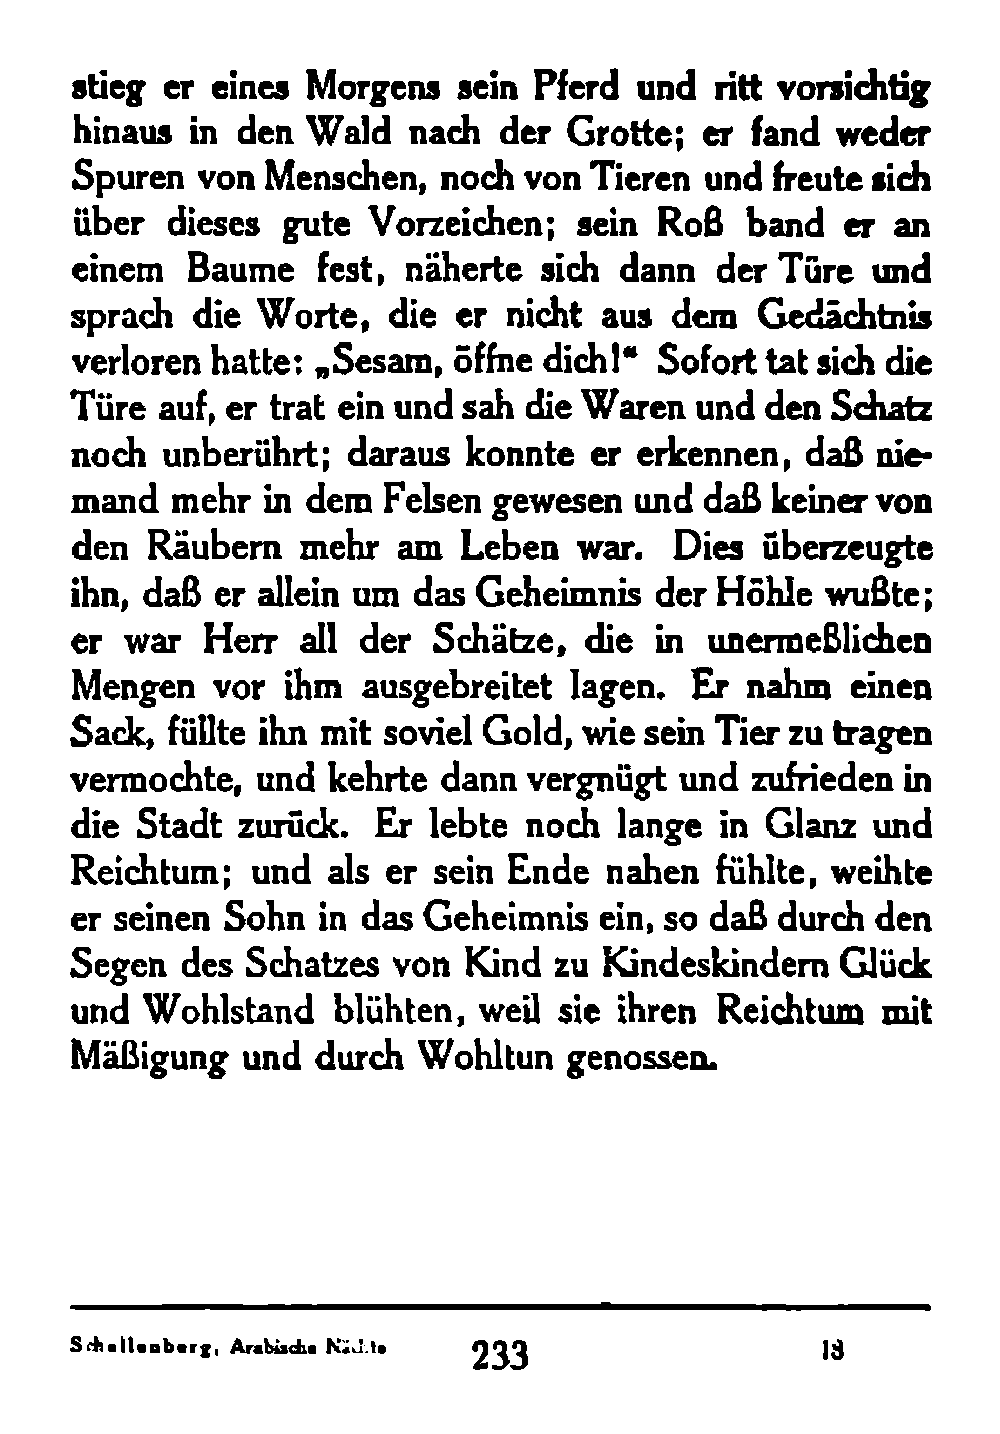 stieg er eines Morgens sein Pferd und ritt vorsichtig
hinaus in den Wald nach der Grotte; er fand weder
Spuren von Menschen, noch von Tieren und freute sich
über dieses gute Vorzeichen; sein Roß band er an
einem Baume fest, näherte sich dann der Türe und
sprach die Worte, die er nicht aus dem Gedächtnis
verloren hatte: „Sesam, öffne dich!“ Sofort tat sich die
Türe auf, er trat ein und sah die Waren und den Schatz
noch unberührt; daraus konnte er erkennen, daß nie-
mand mehr in dem Felsen gewesen und daß keiner von
den Räubern mehr am Leben war. Dies überzeugte
ihn, daß er allein um das Geheimnis der Höhle wußte;
er war Herr all der Schätze, die in unermeßlichen
Mengen vor ihm ausgebreitet lagen. Er nahm einen
Sack, füllte ihn mit soviel Gold, wie sein Tier zu tragen
vermochte, und kehrte dann vergnügt und zufrieden in
die Stadt zurück. Er lebte noch lange in Glanz und
Reichtum; und als er sein Ende nahen fühlte, weihte
er seinen Sohn in das Geheimnis ein, so daß durch den
Segen des Schatzes von Kind zu Kindeskindern Glück
und Wohlstand blühten, weil sie ihren Reichtum mit
Mäßigung und durch Wohltun genossen.
Schellenberg, Arabische Nächte 233 18